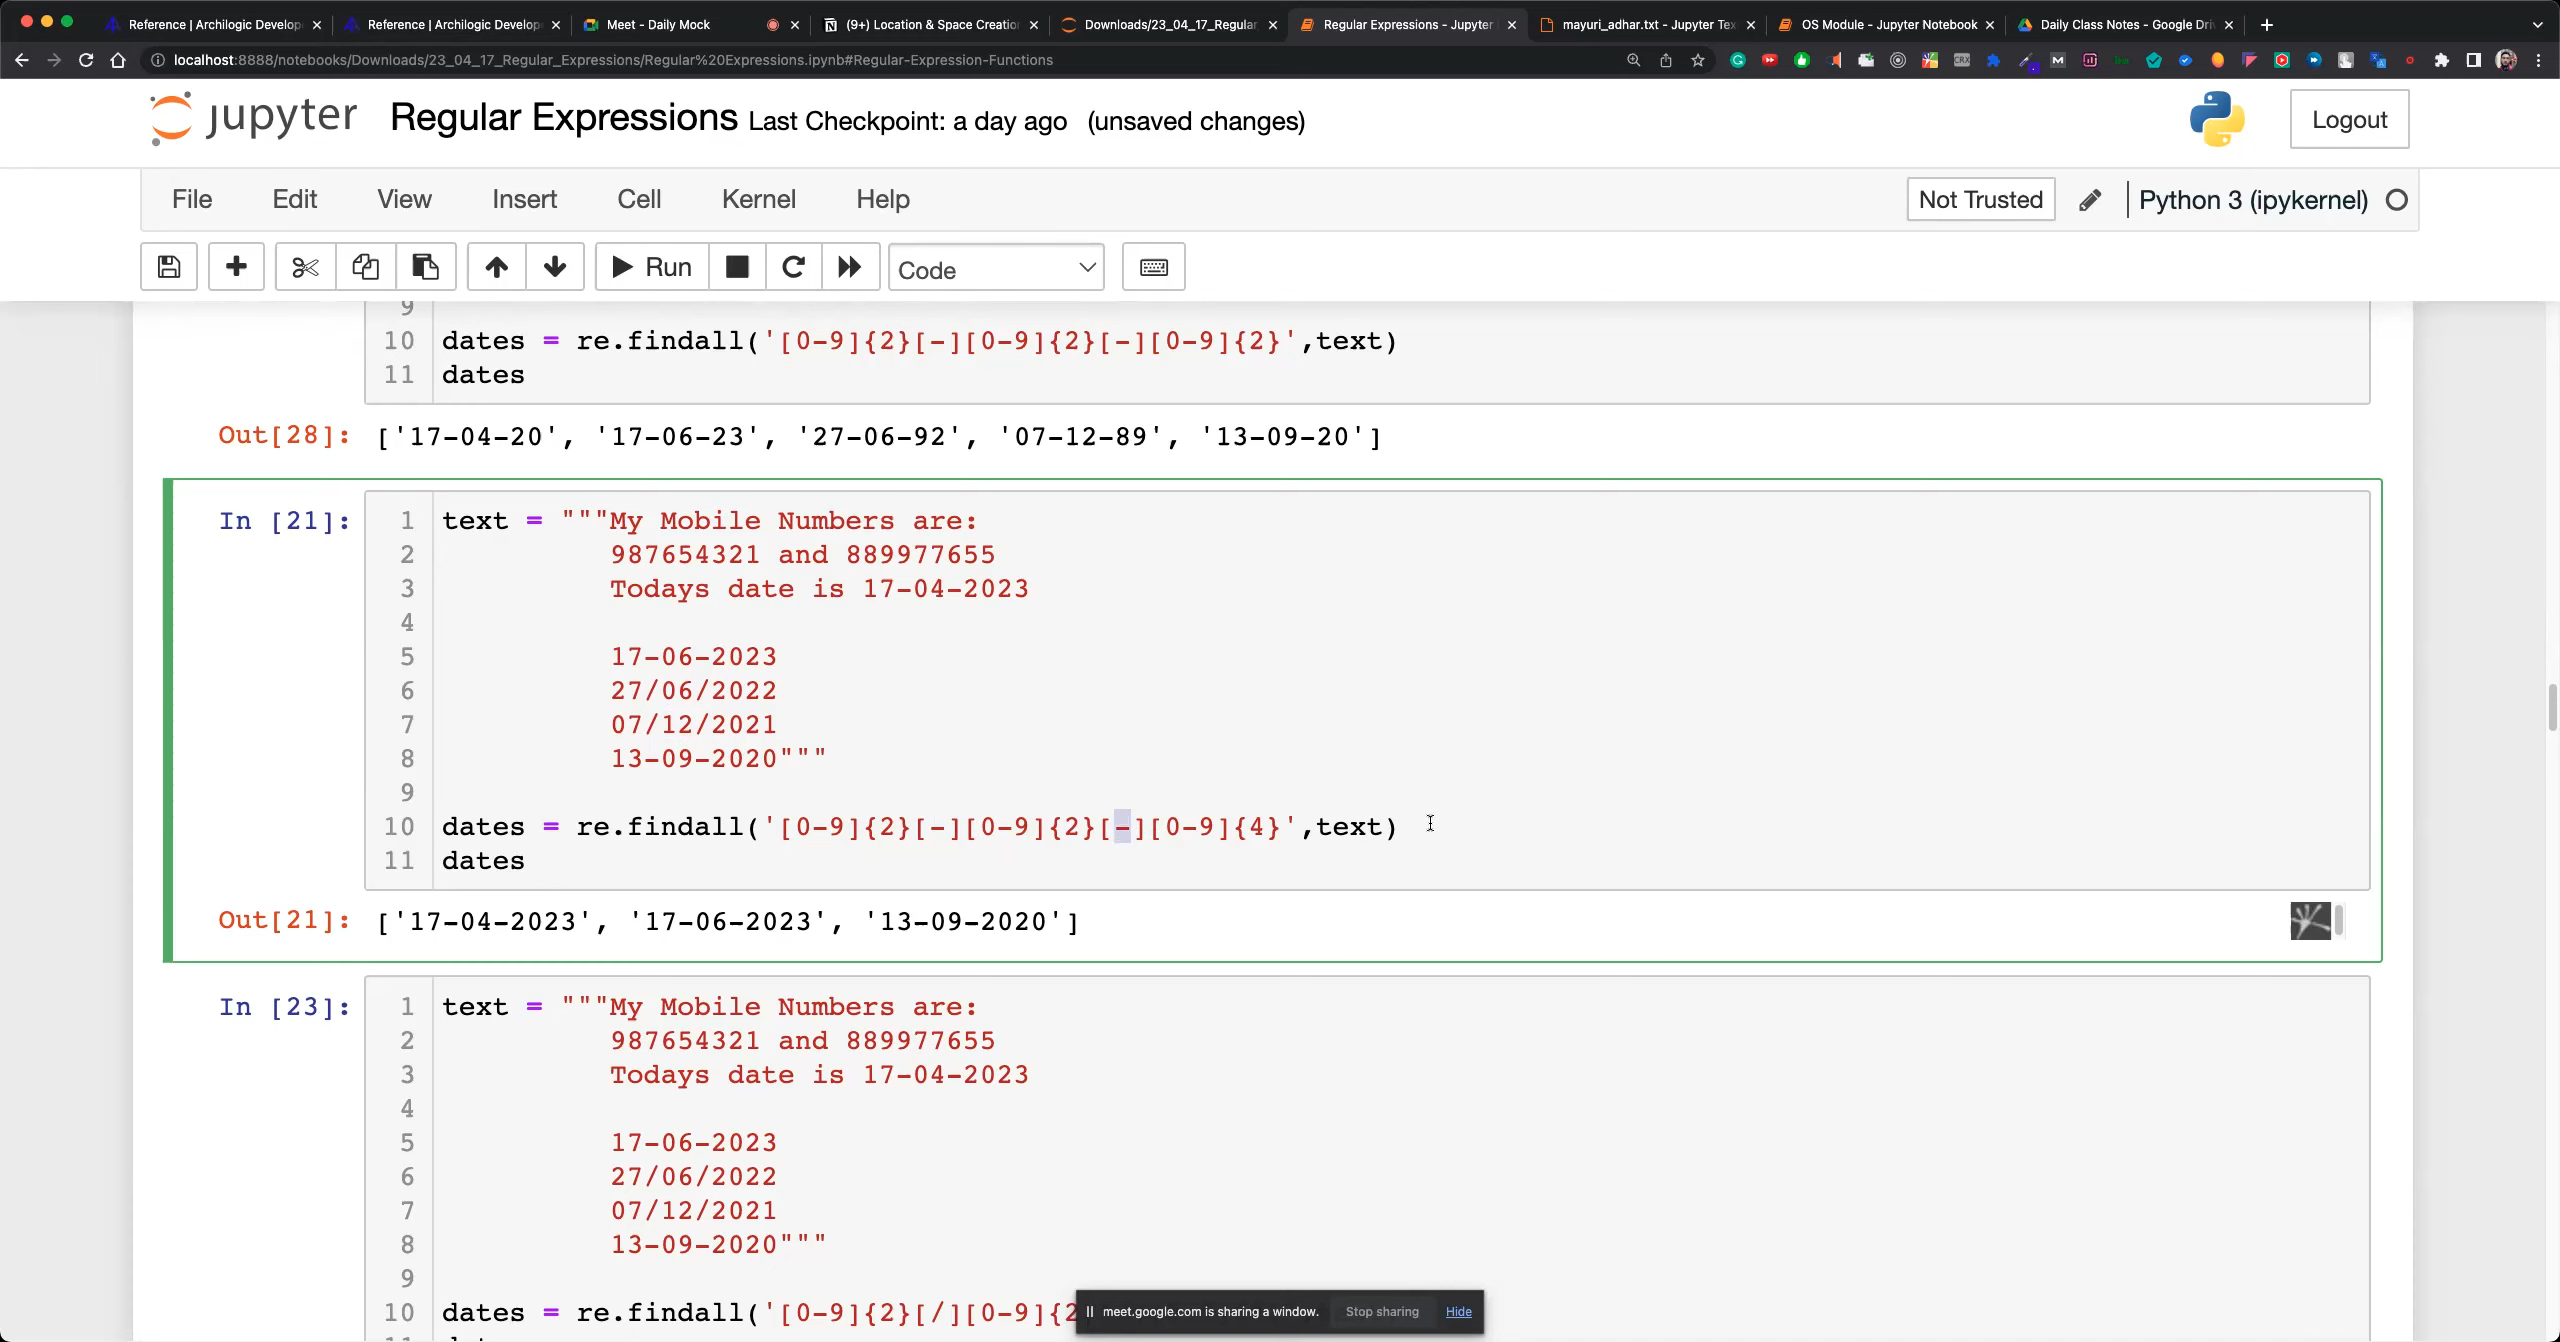 Reference | Archilogic Develop
Reference | Archilogic Develop
Meet - Daily Mock
(9+) Location & Space Creation
Downloads/23_04_17_Regular_
Regular Expressions - Jupyter
mayuri_adhar.txt - Jupyter Tex
OS Module - Jupyter Notebook
Daily Class Notes - Google Driv
localhost:8888/notebooks/Downloads/23_04_17_Regular_Expressions/Regular%20Expressions.ipynb#Regular-Expression-Functions
jupyter Regular Expressions Last Checkpoint: a day ago (unsaved changes)
Logout
File Edit View Insert Cell Kernel Help
Not Trusted Python 3 (ipykernel)
Run Code
9
10 dates = re.findall('[0-9]{2}[-][0-9]{2}[-][0-9]{2}',text)
11 dates
Out[28]: ['17-04-20', '17-06-23', '27-06-92', '07-12-89', '13-09-20']
In [21]: 1 text = """My Mobile Numbers are:
2 987654321 and 889977655
3 Todays date is 17-04-2023
4
5 17-06-2023
6 27/06/2022
7 07/12/2021
8 13-09-2020"""
9
10 dates = re.findall('[0-9]{2}[-][0-9]{2}[-][0-9]{4}',text)
11 dates
Out[21]: ['17-04-2023', '17-06-2023', '13-09-2020']
In [23]: 1 text = """My Mobile Numbers are:
2 987654321 and 889977655
3 Todays date is 17-04-2023
4
5 17-06-2023
6 27/06/2022
7 07/12/2021
8 13-09-2020"""
9
10 dates = re.findall('[0-9]{2}[/][0-9]{2
meet.google.com is sharing a window. Stop sharing Hide